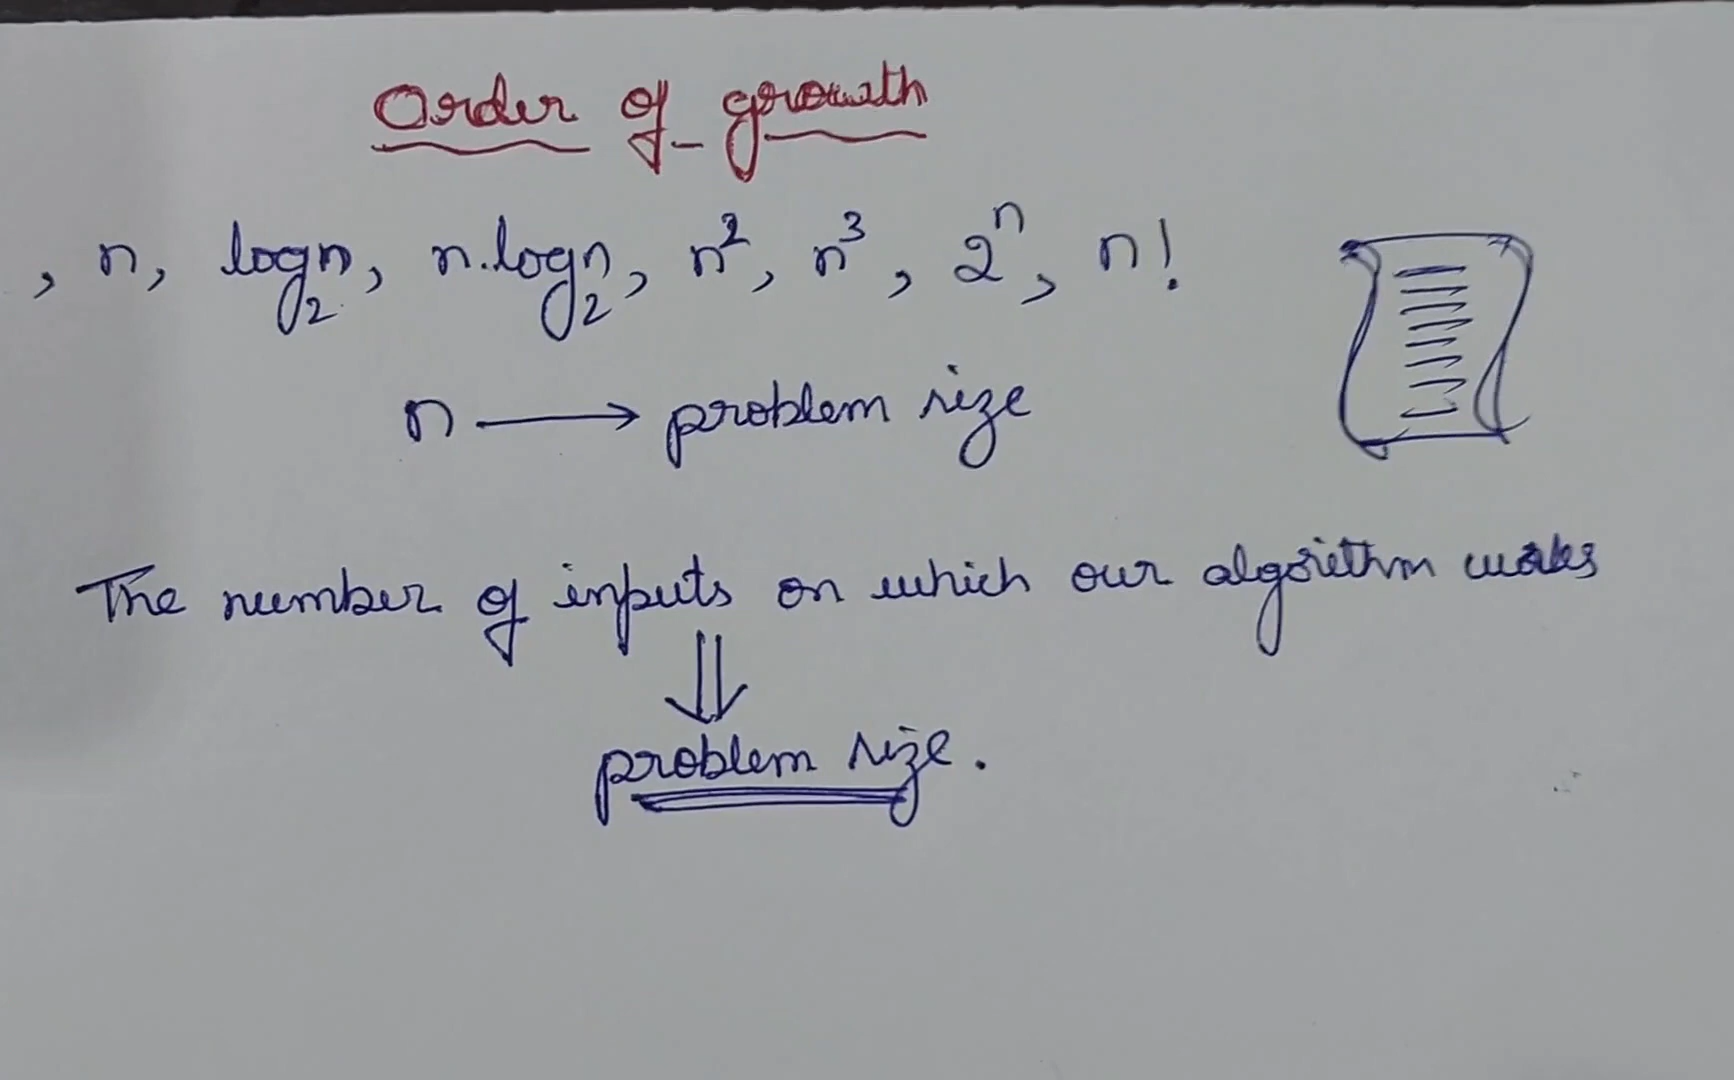 Order of growth
, n, log₂n, n.log₂n, n², n³, 2ⁿ, n!
n → problem size
The number of inputs on which our algorithm works
⇓
problem size.